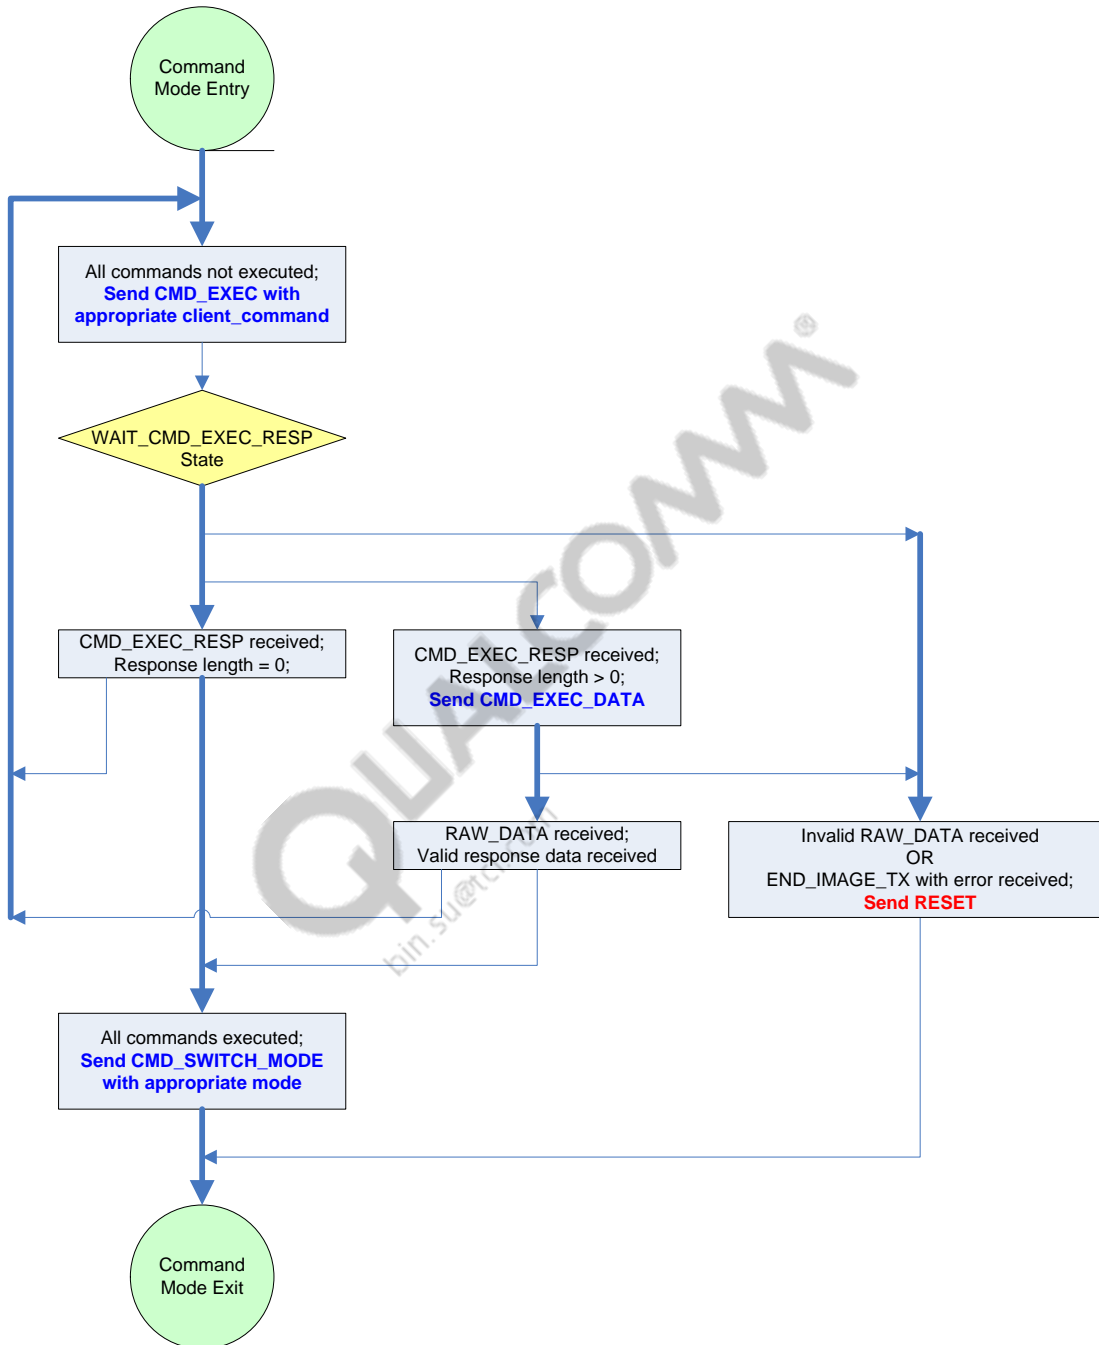 Command
Mode Entry
All commands not executed;
Send CMD_EXEC with
appropriate client_command
WAIT_CMD_EXEC_RESP
State
CMD_EXEC_RESP received;
Response length = 0;
CMD_EXEC_RESP received;
Response length > 0;
Send CMD_EXEC_DATA
RAW_DATA received;
Valid response data received
Invalid RAW_DATA received
OR
END_IMAGE_TX with error received;
Send RESET
All commands executed;
Send CMD_SWITCH_MODE
with appropriate mode
Command
Mode Exit
QUALCOMM®